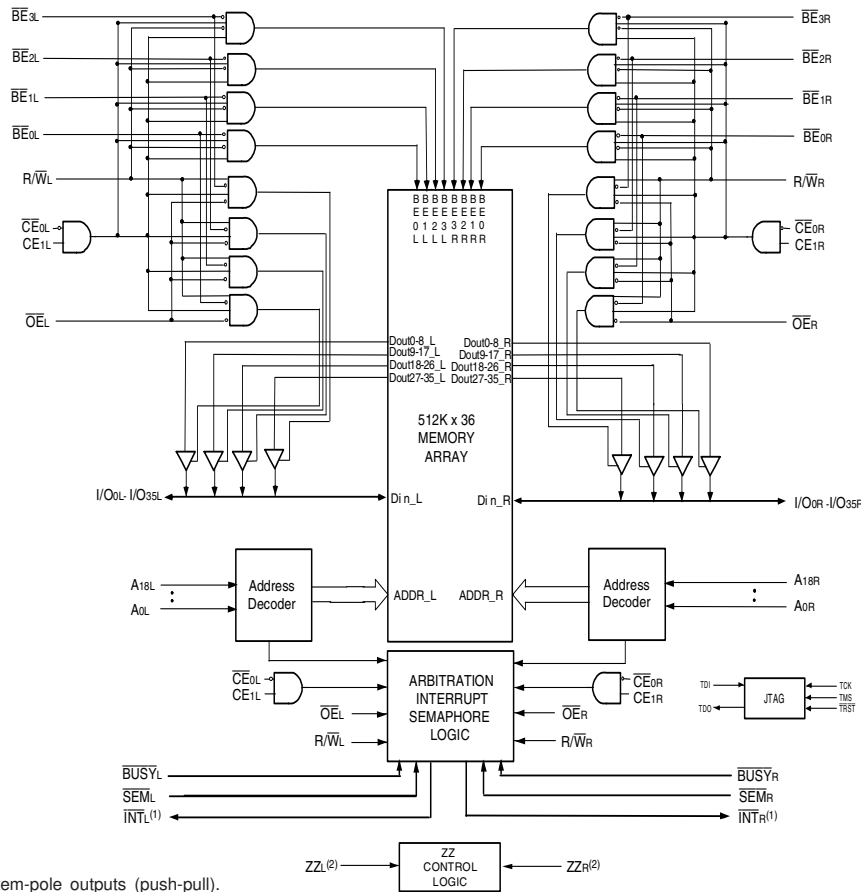 BE3L
BE3R
BE2L
BE2R
BE1L
BE1R
BE0L
BE0R
R/WL
R/WR
B E 0 L
B E 1 L
B E 2 L
B E 3 L
B E 3 R
B E 2 R
B E 1 R
B E 0 R
CE0L
CE1L
CE0R
CE1R
OEL
OER
Dout0-8_L
Dout0-8_R
Dout9-17_L
Dout9-17_R
Dout18-26_L
Dout18-26_R
Dout27-35_L
Dout27-35_R
512K x 36
MEMORY
ARRAY
I/O0L- I/O35L
Din_L
Din_R
I/O0R -I/O35R
A18L
A0L
Address
Decoder
ADDR_L
ADDR_R
Address
Decoder
A18R
A0R
CE0L
CE1L
ARBITRATION
INTERRUPT
SEMAPHORE
LOGIC
CE0R
CE1R
OEL
OER
R/WL
R/WR
TDI
TDO
JTAG
TCK
TMS
TRST
BUSYL
BUSYR
SEML
SEMR
INTL(1)
INTR(1)
ZZL(2)
ZZ
CONTROL
LOGIC
ZZR(2)
tem-pole outputs (push-pull).